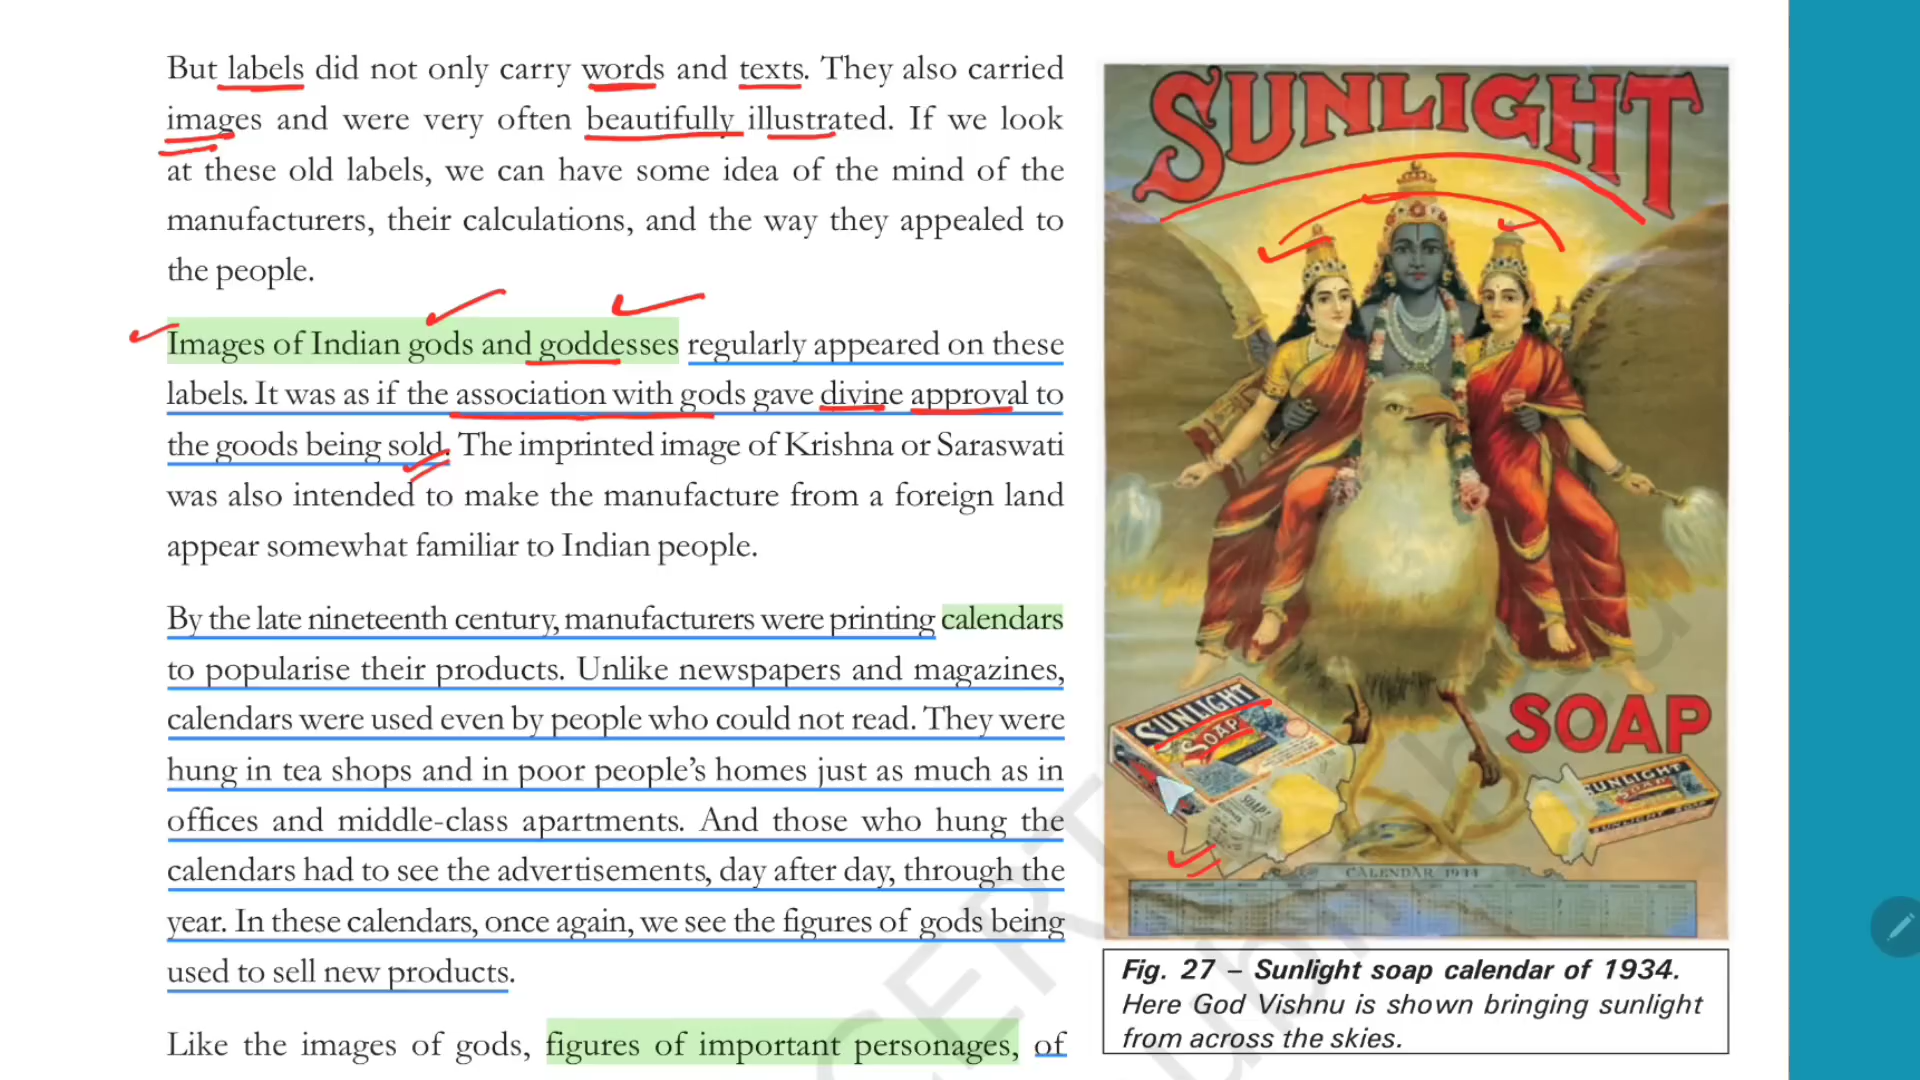 But labels did not only carry words and texts. They also carried
images and were very often beautifully illustrated. If we look
at these old labels, we can have some idea of the mind of the
manufacturers, their calculations, and the way they appealed to
the people.
Images of Indian gods and goddesses regularly appeared on these
labels. It was as if the association with gods gave divine approval to
the goods being sold. The imprinted image of Krishna or Saraswati
was also intended to make the manufacture from a foreign land
appear somewhat familiar to Indian people.
By the late nineteenth century, manufacturers were printing calendars
to popularise their products. Unlike newspapers and magazines,
calendars were used even by people who could not read. They were
hung in tea shops and in poor people's homes just as much as in
offices and middle-class apartments. And those who hung the
calendars had to see the advertisements, day after day, through the
year. In these calendars, once again, we see the figures of gods being
used to sell new products.
Like the images of gods, figures of important personages, of
SUNLIGHT
SOAP
SUNLIGHT
SOAP
SOAP
SUNLIGHT
SOAP
SUNLIGHT SOAP
CALENDAR 1934
Fig. 27 – Sunlight soap calendar of 1934.
Here God Vishnu is shown bringing sunlight
from across the skies.